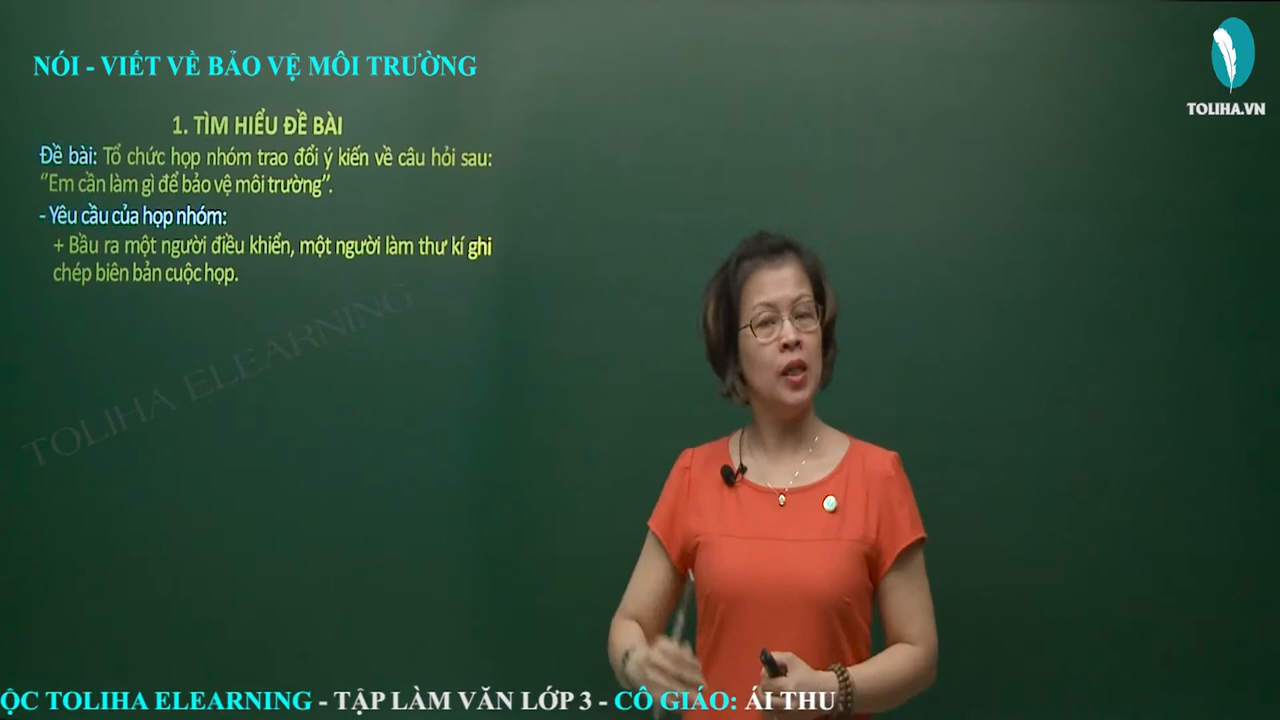 NÓI - VIẾT VỀ BẢO VỆ MÔI TRƯỜNG
TOLIHA.VN
1. TÌM HIỂU ĐỀ BÀI
Đề bài: Tổ chức họp nhóm trao đổi ý kiến về câu hỏi sau:
“Em cần làm gì để bảo vệ môi trường”.
- Yêu cầu của họp nhóm:
+ Bầu ra một người điều khiển, một người làm thư kí ghi
chép biên bản cuộc họp.
TOLIHA ELEARNING
ỘC TOLIHA ELEARNING - TẬP LÀM VĂN LỚP 3 - CÔ GIÁO: ÁI THU